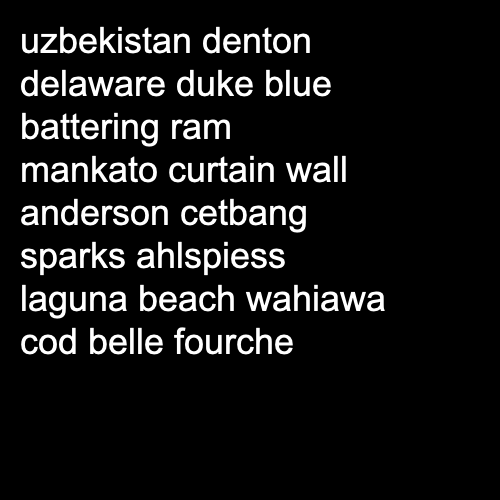 uzbekistan denton
delaware duke blue
battering ram
mankato curtain wall
anderson cetbang
sparks ahlspiess
laguna beach wahiawa
cod belle fourche